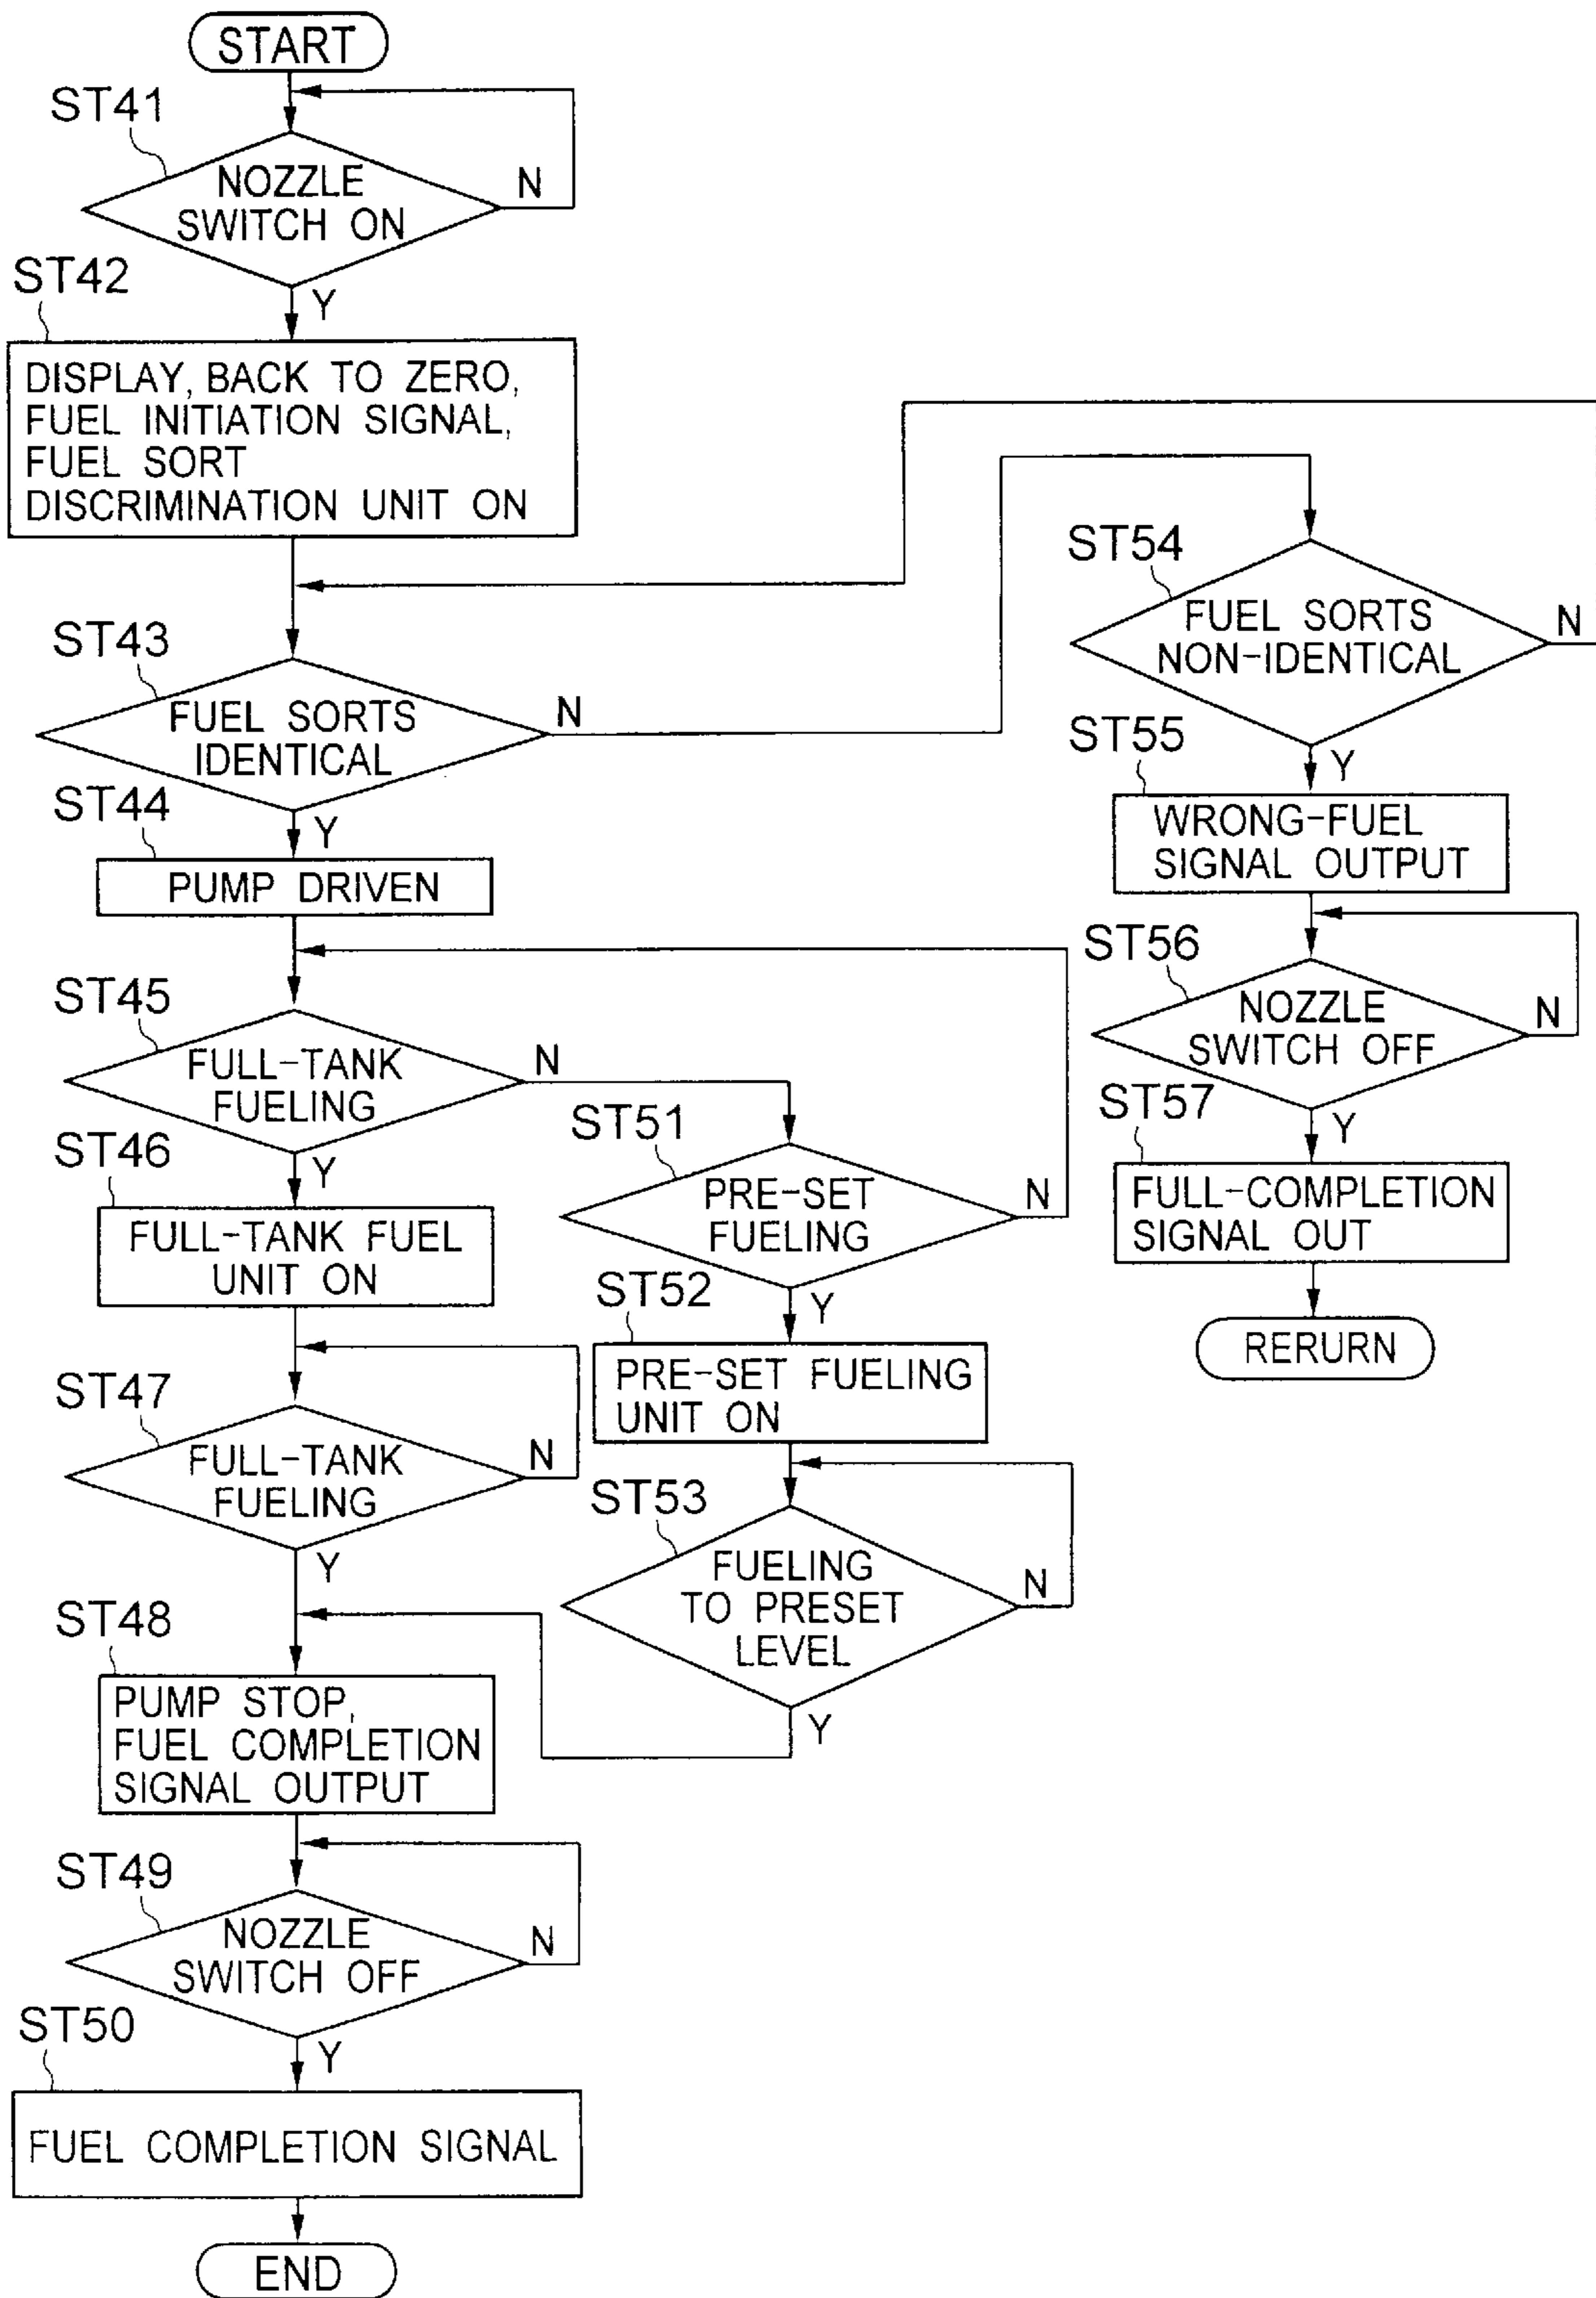 START
ST41
NOZZLE
SWITCH ON
N
Y
ST42
DISPLAY, BACK TO ZERO,
FUEL INITIATION SIGNAL,
FUEL SORT
DISCRIMINATION UNIT ON
ST43
FUEL SORTS
IDENTICAL
N
Y
ST44
PUMP DRIVEN
ST45
FULL-TANK
FUELING
N
Y
ST46
FULL-TANK FUEL
UNIT ON
ST47
FULL-TANK
FUELING
N
Y
ST48
PUMP STOP,
FUEL COMPLETION
SIGNAL OUTPUT
ST49
NOZZLE
SWITCH OFF
N
Y
ST50
FUEL COMPLETION SIGNAL
END
ST51
PRE-SET
FUELING
N
Y
ST52
PRE-SET FUELING
UNIT ON
ST53
FUELING
TO PRESET
LEVEL
N
Y
ST54
FUEL SORTS
NON-IDENTICAL
N
Y
ST55
WRONG-FUEL
SIGNAL OUTPUT
ST56
NOZZLE
SWITCH OFF
N
Y
ST57
FULL-COMPLETION
SIGNAL OUT
RERURN